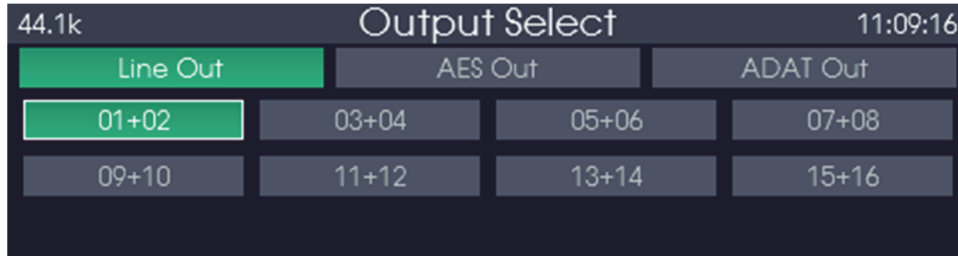 44.1k Output Select 11:09:16
Line Out AES Out ADAT Out
01+02 03+04 05+06 07+08
09+10 11+12 13+14 15+16